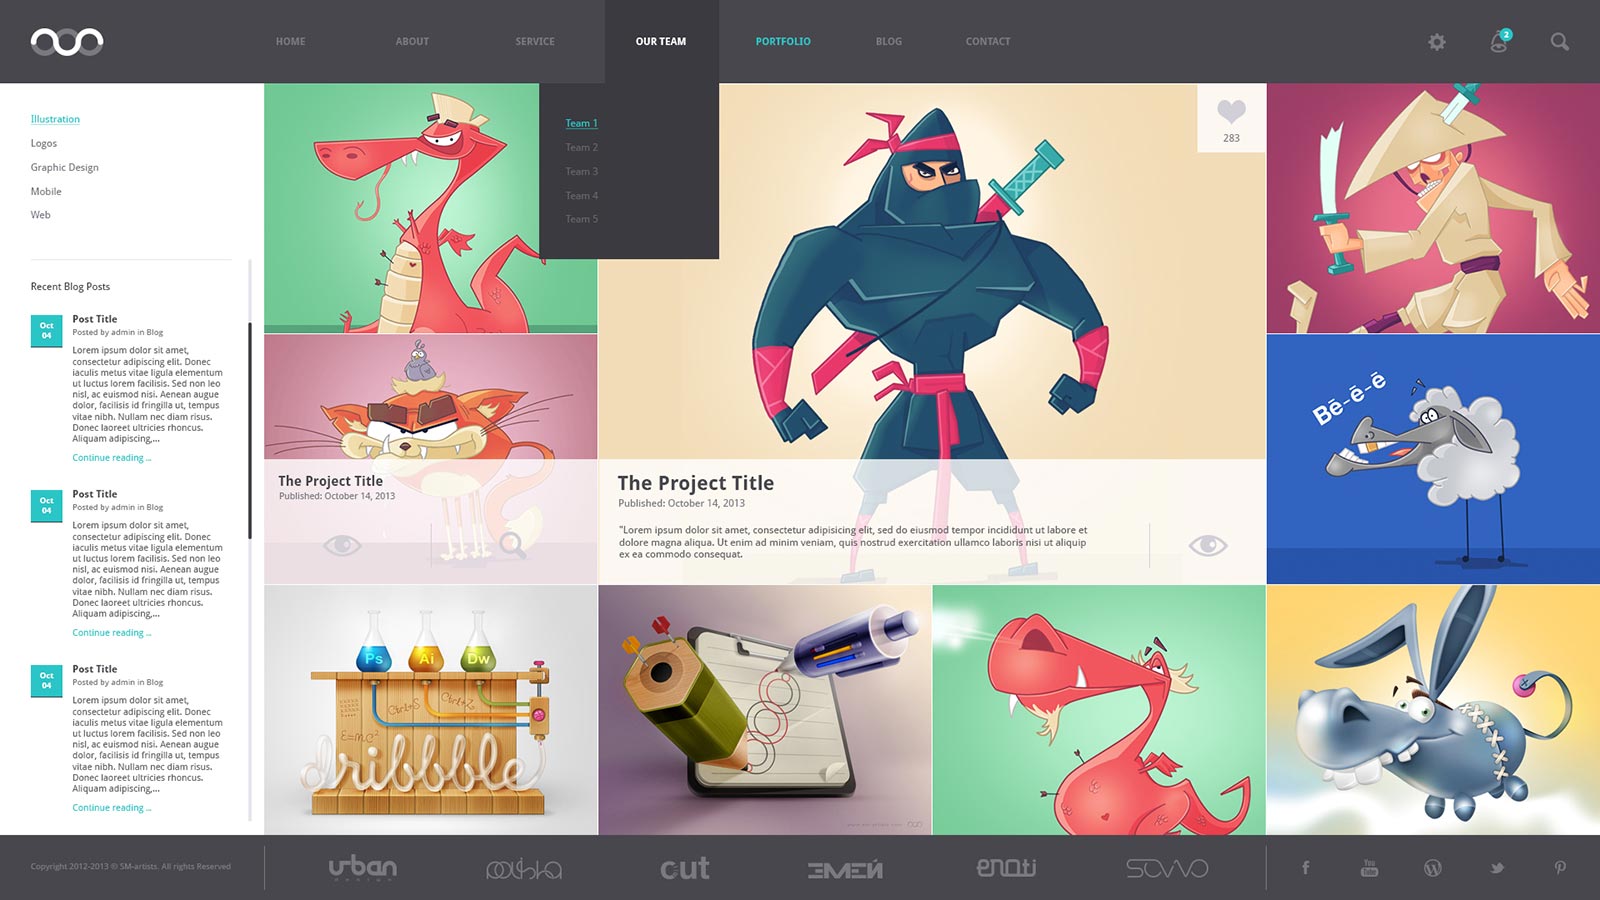 HOME
ABOUT
SERVICE
OUR TEAM
PORTFOLIO
BLOG
CONTACT
2
Team 1
Team 2
Team 3
Team 4
Team 5
283
Illustration
Logos
Graphic Design
Mobile
Web
Recent Blog Posts
Oct
04
Post Title
Posted by admin in Blog
Lorem ipsum dolor sit amet,
consectetur adipiscing elit. Donec
iaculis metus vitae ligula elementum
ut luctus lorem facilisis. Sed non leo
nisl, ac euismod nisi. Aenean augue
dolor, facilisis id fringilla ut, tempus
vitae nibh. Nullam nec diam risus.
Donec laoreet ultricies rhoncus.
Aliquam adipiscing,...
Continue reading ...
Oct
04
Post Title
Posted by admin in Blog
Lorem ipsum dolor sit amet,
consectetur adipiscing elit. Donec
iaculis metus vitae ligula elementum
ut luctus lorem facilisis. Sed non leo
nisl, ac euismod nisi. Aenean augue
dolor, facilisis id fringilla ut, tempus
vitae nibh. Nullam nec diam risus.
Donec laoreet ultricies rhoncus.
Aliquam adipiscing,...
Continue reading ...
Oct
04
Post Title
Posted by admin in Blog
Lorem ipsum dolor sit amet,
consectetur adipiscing elit. Donec
iaculis metus vitae ligula elementum
ut luctus lorem facilisis. Sed non leo
nisl, ac euismod nisi. Aenean augue
dolor, facilisis id fringilla ut, tempus
vitae nibh. Nullam nec diam risus.
Donec laoreet ultricies rhoncus.
Aliquam adipiscing,...
Continue reading ...
The Project Title
Published: October 14, 2013
The Project Title
Published: October 14, 2013
"Lorem ipsum dolor sit amet, consectetur adipisicing elit, sed do eiusmod tempor incididunt ut labore et
dolore magna aliqua. Ut enim ad minim veniam, quis nostrud exercitation ullamco laboris nisi ut aliquip
ex ea commodo consequat.
Bē-ē-ē
Ps
Ai
Dw
Ctrl+S
Ctrl+Z
E=MC²
dribbble
Copyright 2012-2013 © SM-artists. All rights Reserved
urban
design
cut
ЗМЕЙ
enoti
You
Tube